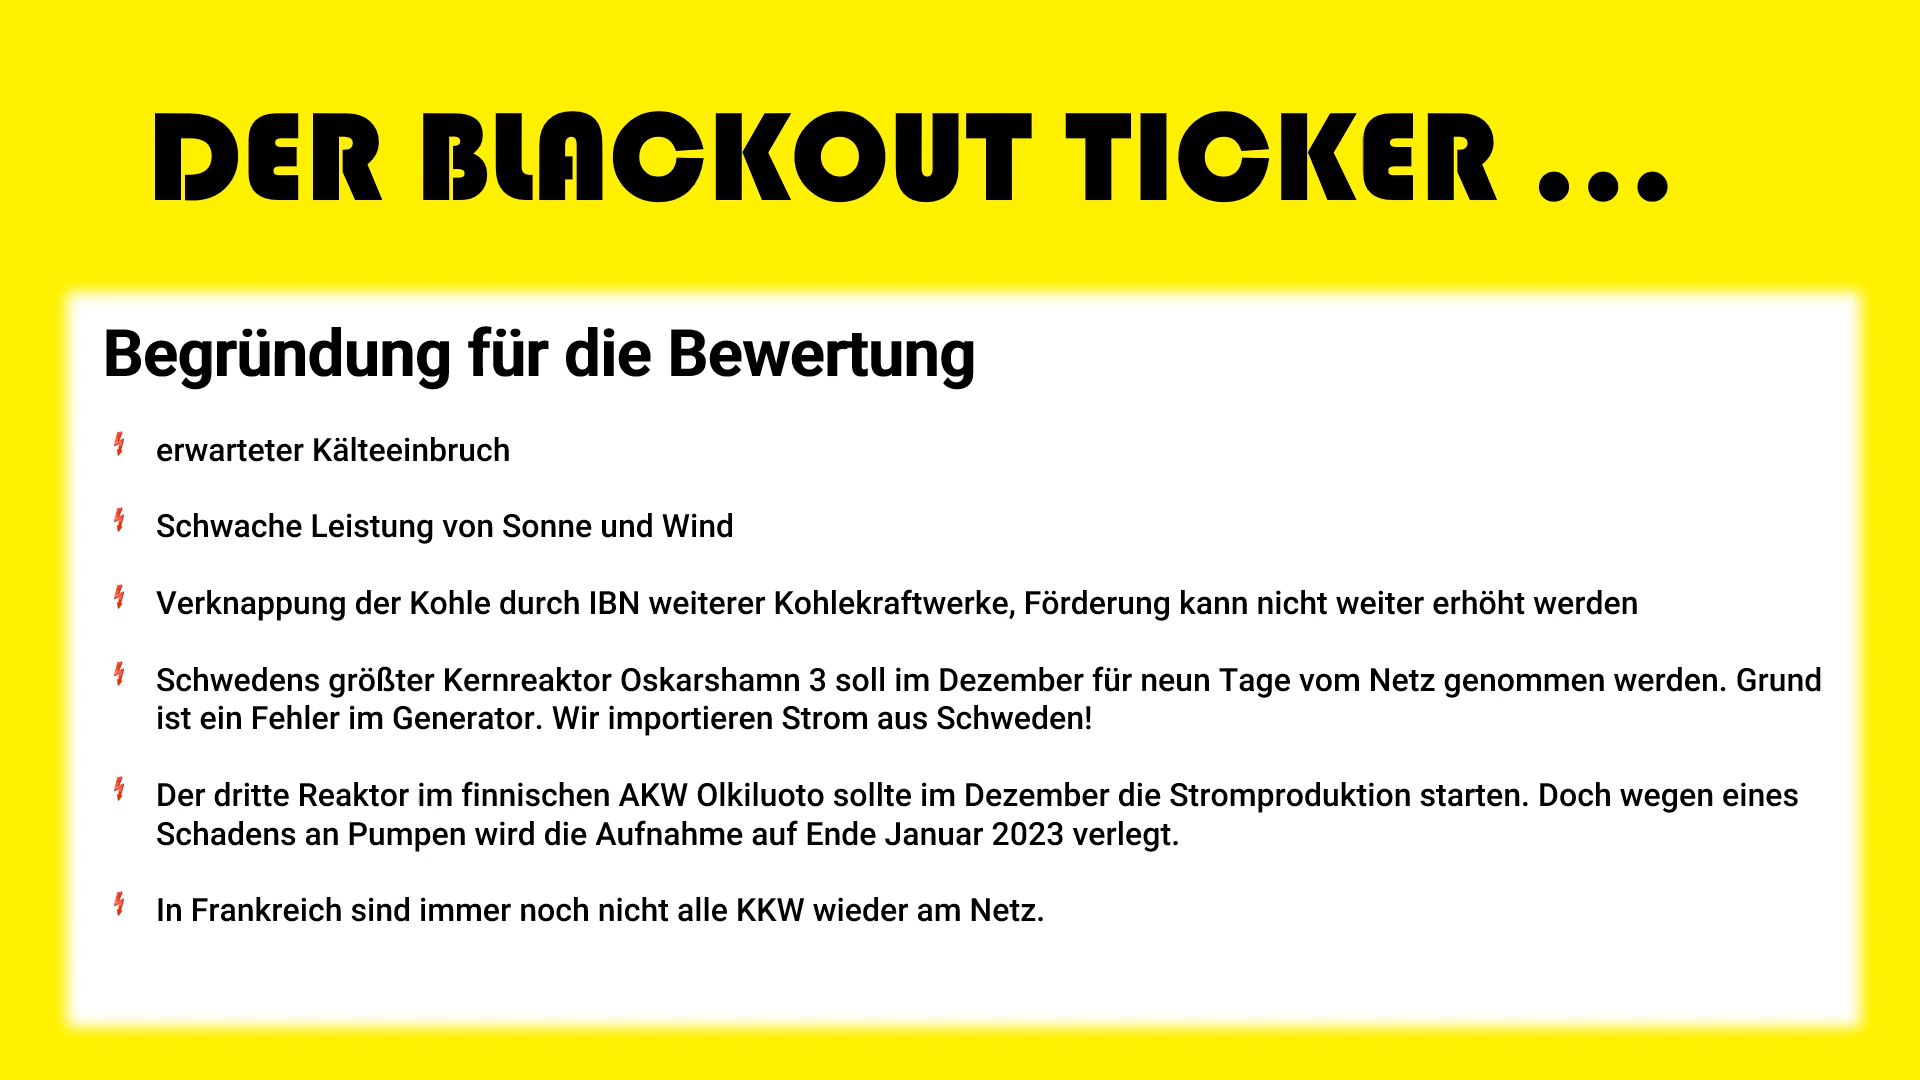 DER BLACKOUT TICKER ...
Begründung für die Bewertung
erwarteter Kälteeinbruch
Schwache Leistung von Sonne und Wind
Verknappung der Kohle durch IBN weiterer Kohlekraftwerke, Förderung kann nicht weiter erhöht werden
Schwedens größter Kernreaktor Oskarshamn 3 soll im Dezember für neun Tage vom Netz genommen werden. Grund
ist ein Fehler im Generator. Wir importieren Strom aus Schweden!
Der dritte Reaktor im finnischen AKW Olkiluoto sollte im Dezember die Stromproduktion starten. Doch wegen eines
Schadens an Pumpen wird die Aufnahme auf Ende Januar 2023 verlegt.
In Frankreich sind immer noch nicht alle KKW wieder am Netz.